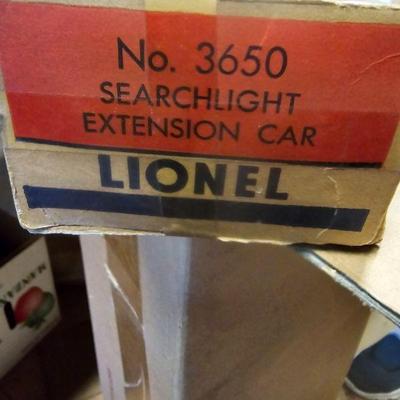 No. 3650
SEARCHLIGHT
EXTENSION CAR
LIONEL